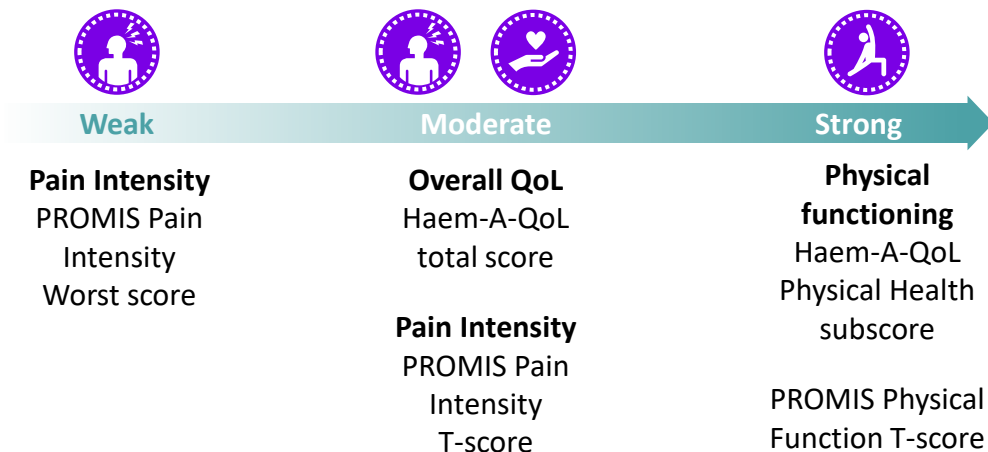 Weak
Moderate
Strong
Pain Intensity
PROMIS Pain
Intensity
Worst score
Overall QoL
Haem-A-QoL
total score
Pain Intensity
PROMIS Pain
Intensity
T-score
Physical
functioning
Haem-A-QoL
Physical Health
subscore
PROMIS Physical
Function T-score